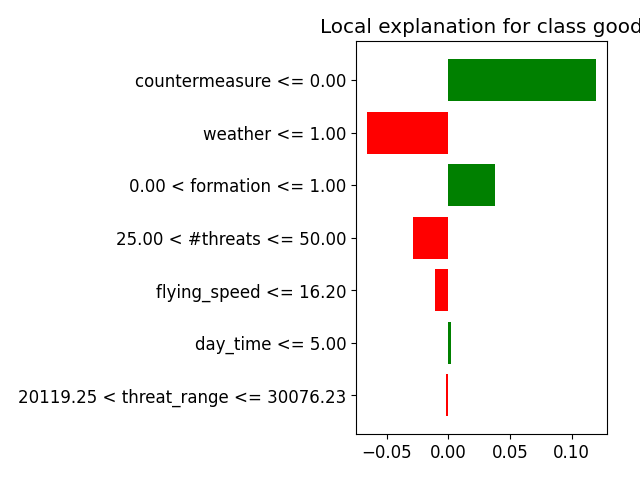 Local explanation for class good
countermeasure <= 0.00
weather <= 1.00
0.00 < formation <= 1.00
25.00 < #threats <= 50.00
flying_speed <= 16.20
day_time <= 5.00
20119.25 < threat_range <= 30076.23
−0.05 0.00 0.05 0.10